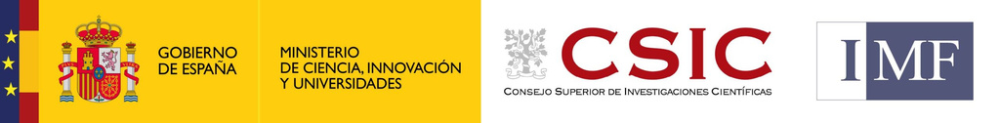 GOBIERNO
DE ESPAÑA
MINISTERIO
DE CIENCIA, INNOVACIÓN
Y UNIVERSIDADES
CSIC
CONSEJO SUPERIOR DE INVESTIGACIONES CIENTÍFICAS
IMF